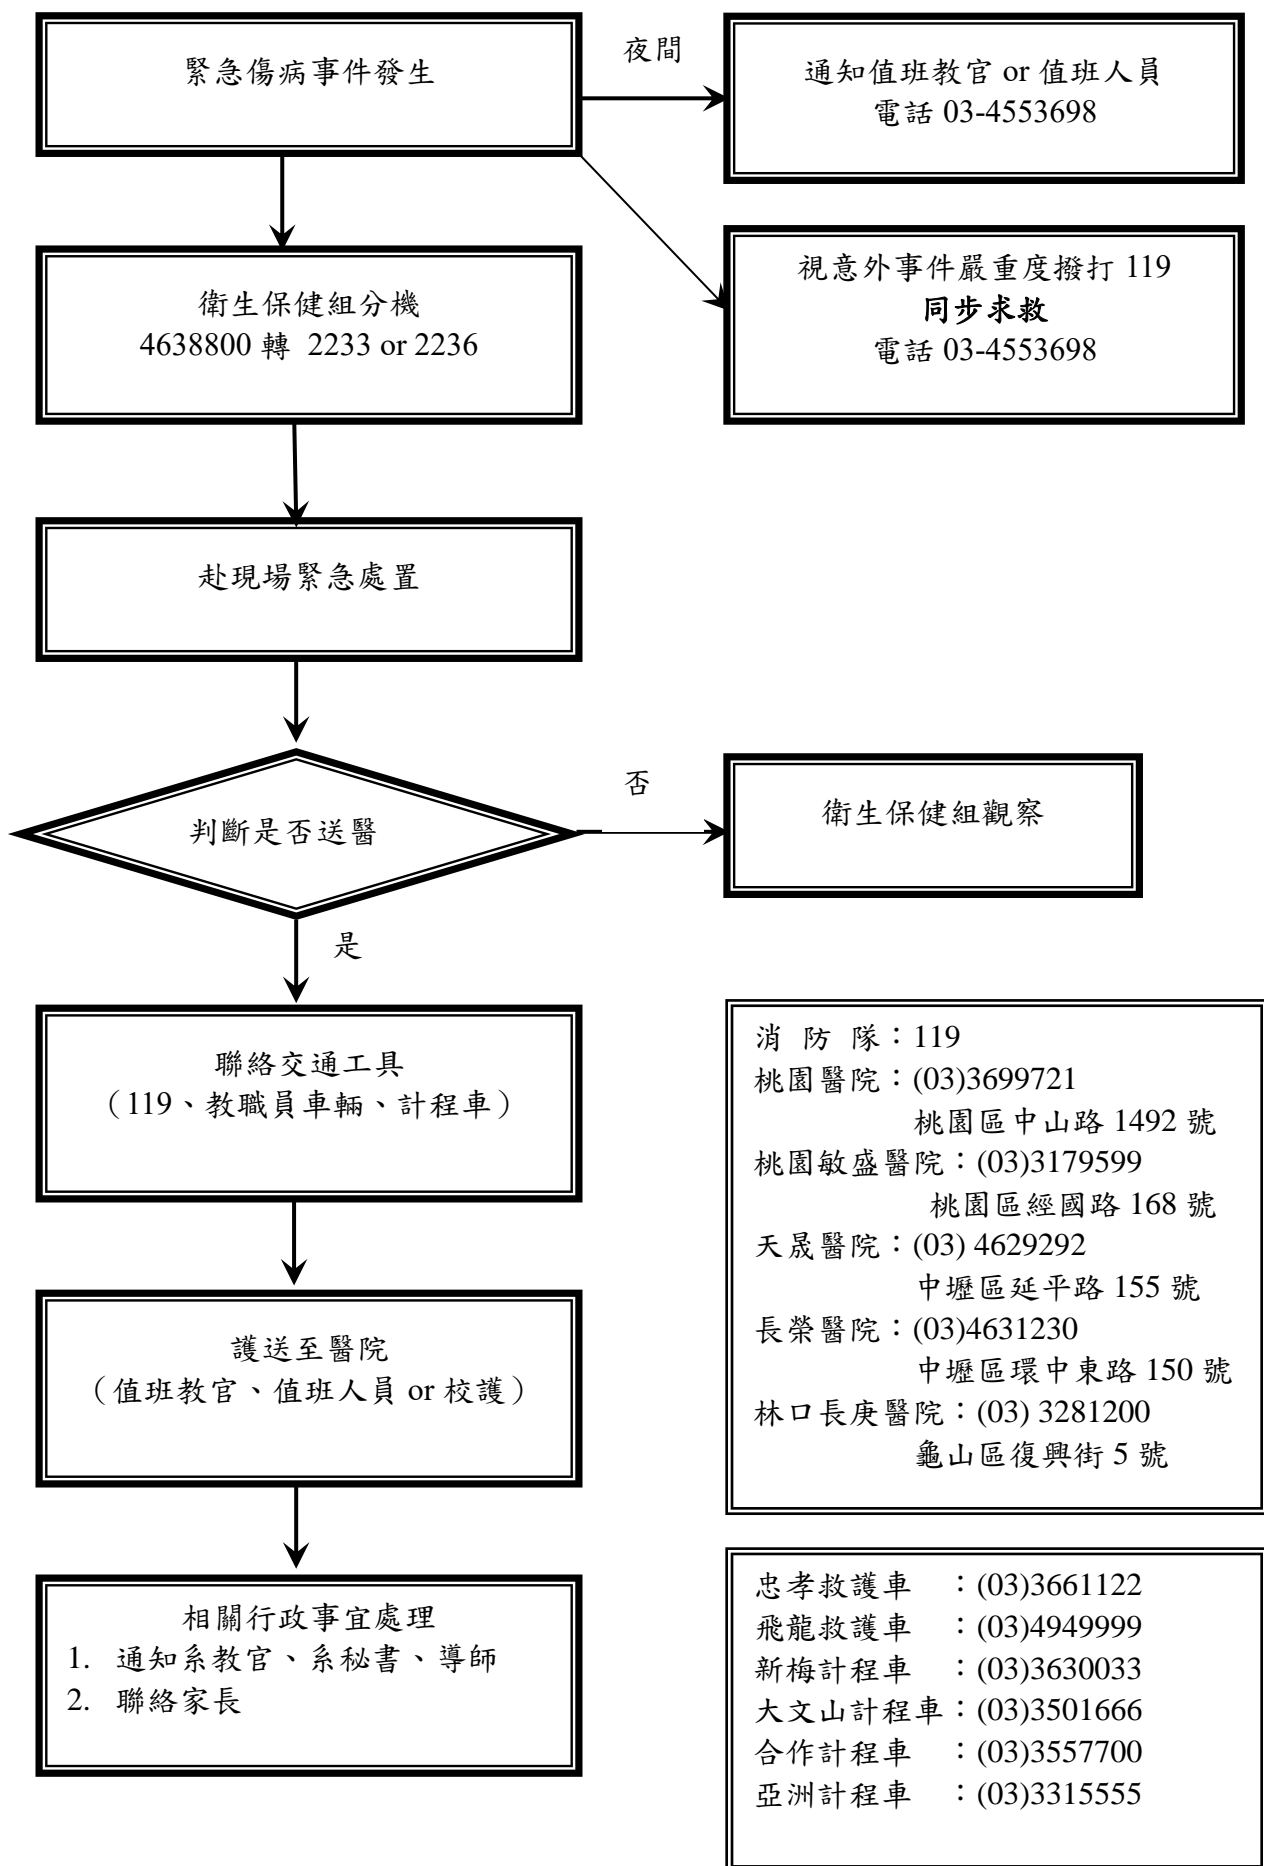 緊急傷病事件發生
夜間
通知值班教官 or 值班人員
電話 03-4553698
衛生保健組分機
4638800 轉 2233 or 2236
視意外事件嚴重度撥打 119
同步求救
電話 03-4553698
赴現場緊急處置
判斷是否送醫
否
衛生保健組觀察
是
聯絡交通工具
（119、教職員車輛、計程車）
護送至醫院
（值班教官、值班人員 or 校護）
相關行政事宜處理
1. 通知系教官、系秘書、導師
2. 聯絡家長
消 防 隊：119
桃園醫院：(03)3699721
桃園區中山路 1492 號
桃園敏盛醫院：(03)3179599
桃園區經國路 168 號
天晟醫院：(03) 4629292
中壢區延平路 155 號
長榮醫院：(03)4631230
中壢區環中東路 150 號
林口長庚醫院：(03) 3281200
龜山區復興街 5 號
忠孝救護車 ：(03)3661122
飛龍救護車 ：(03)4949999
新梅計程車 ：(03)3630033
大文山計程車：(03)3501666
合作計程車 ：(03)3557700
亞洲計程車 ：(03)3315555